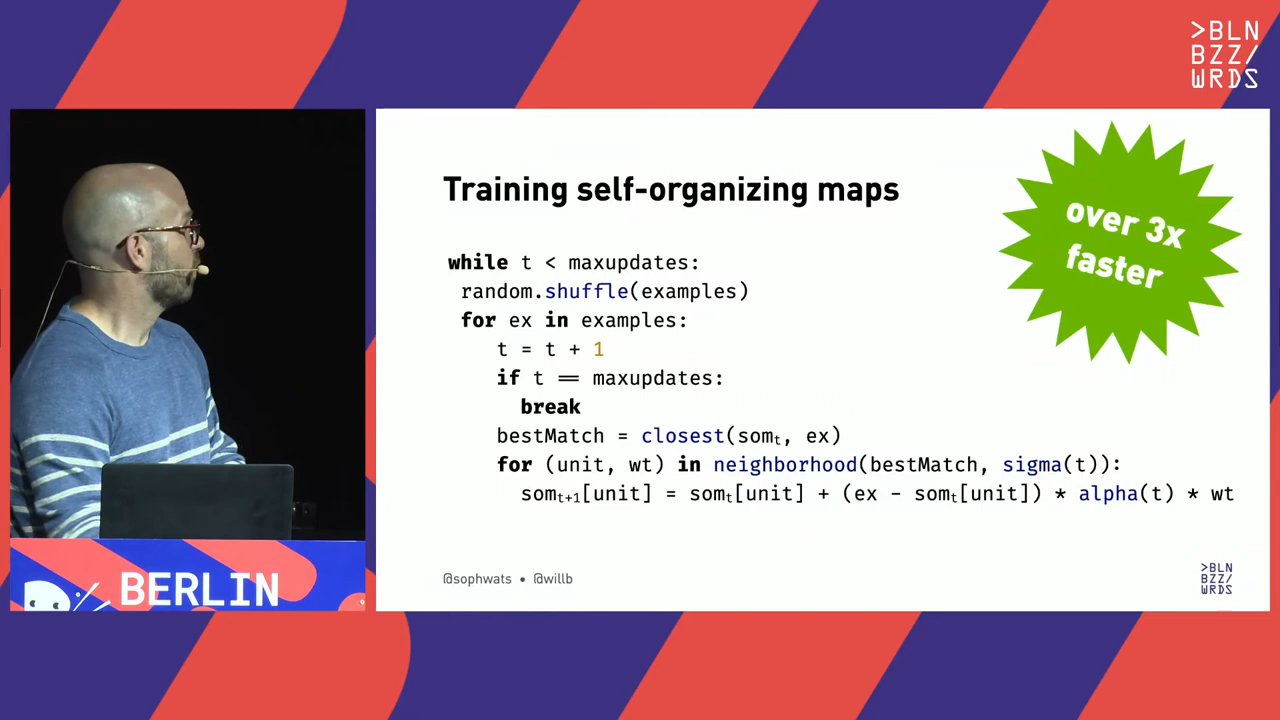 >BLN
BZZ/
WRDS
Training self-organizing maps
over 3x
faster
while t < maxupdates:
random.shuffle(examples)
for ex in examples:
t = t + 1
if t == maxupdates:
break
bestMatch = closest(somₜ, ex)
for (unit, wt) in neighborhood(bestMatch, sigma(t)):
somₜ₊₁[unit] = somₜ[unit] + (ex - somₜ[unit]) * alpha(t) * wt
@sophwats • @willb
>BLN
BZZ/
WRDS
BERLIN